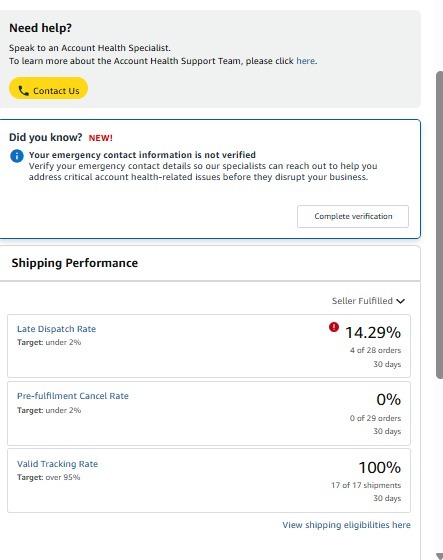 Need help?
Speak to an Account Health Specialist.
To learn more about the Account Health Support Team, please click here.
Contact Us
Did you know? NEW!
Your emergency contact information is not verified
Verify your emergency contact details so our specialists can reach out to help you
address critical account health-related issues before they disrupt your business.
Complete verification
Shipping Performance
Seller Fulfilled
Late Dispatch Rate
14.29%
Target: under 2%
4 of 28 orders
30 days
Pre-fulfilment Cancel Rate
0%
Target: under 2%
0 of 29 orders
30 days
Valid Tracking Rate
100%
Target: over 95%
17 of 17 shipments
30 days
View shipping eligibilities here